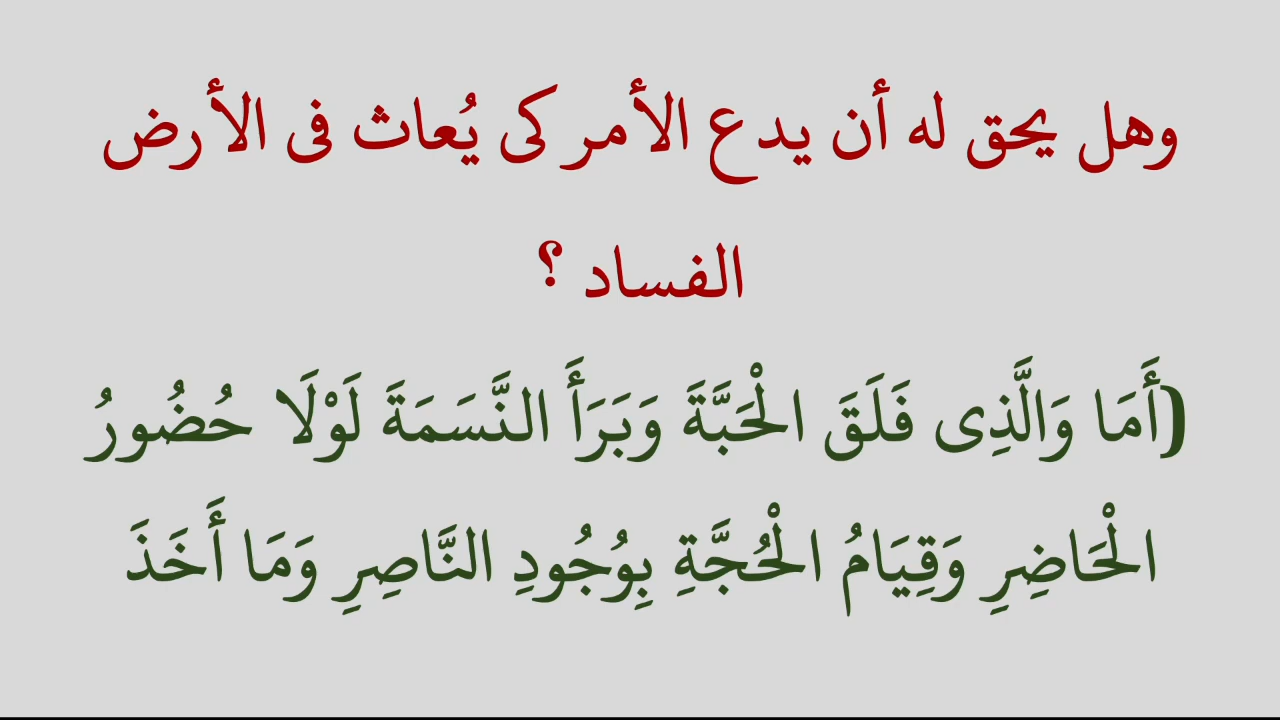 وهل يحق له أن يدع الأمر كى يُعاث فى الأرض
الفساد ؟
(أَمَا وَالَّذِى فَلَقَ الْحَبَّةَ وَبَرَأَ النَّسَمَةَ لَوْلَا حُضُورُ
الْحَاضِرِ وَقِيَامُ الْحُجَّةِ بِوُجُودِ النَّاصِرِ وَمَا أَخَذَ